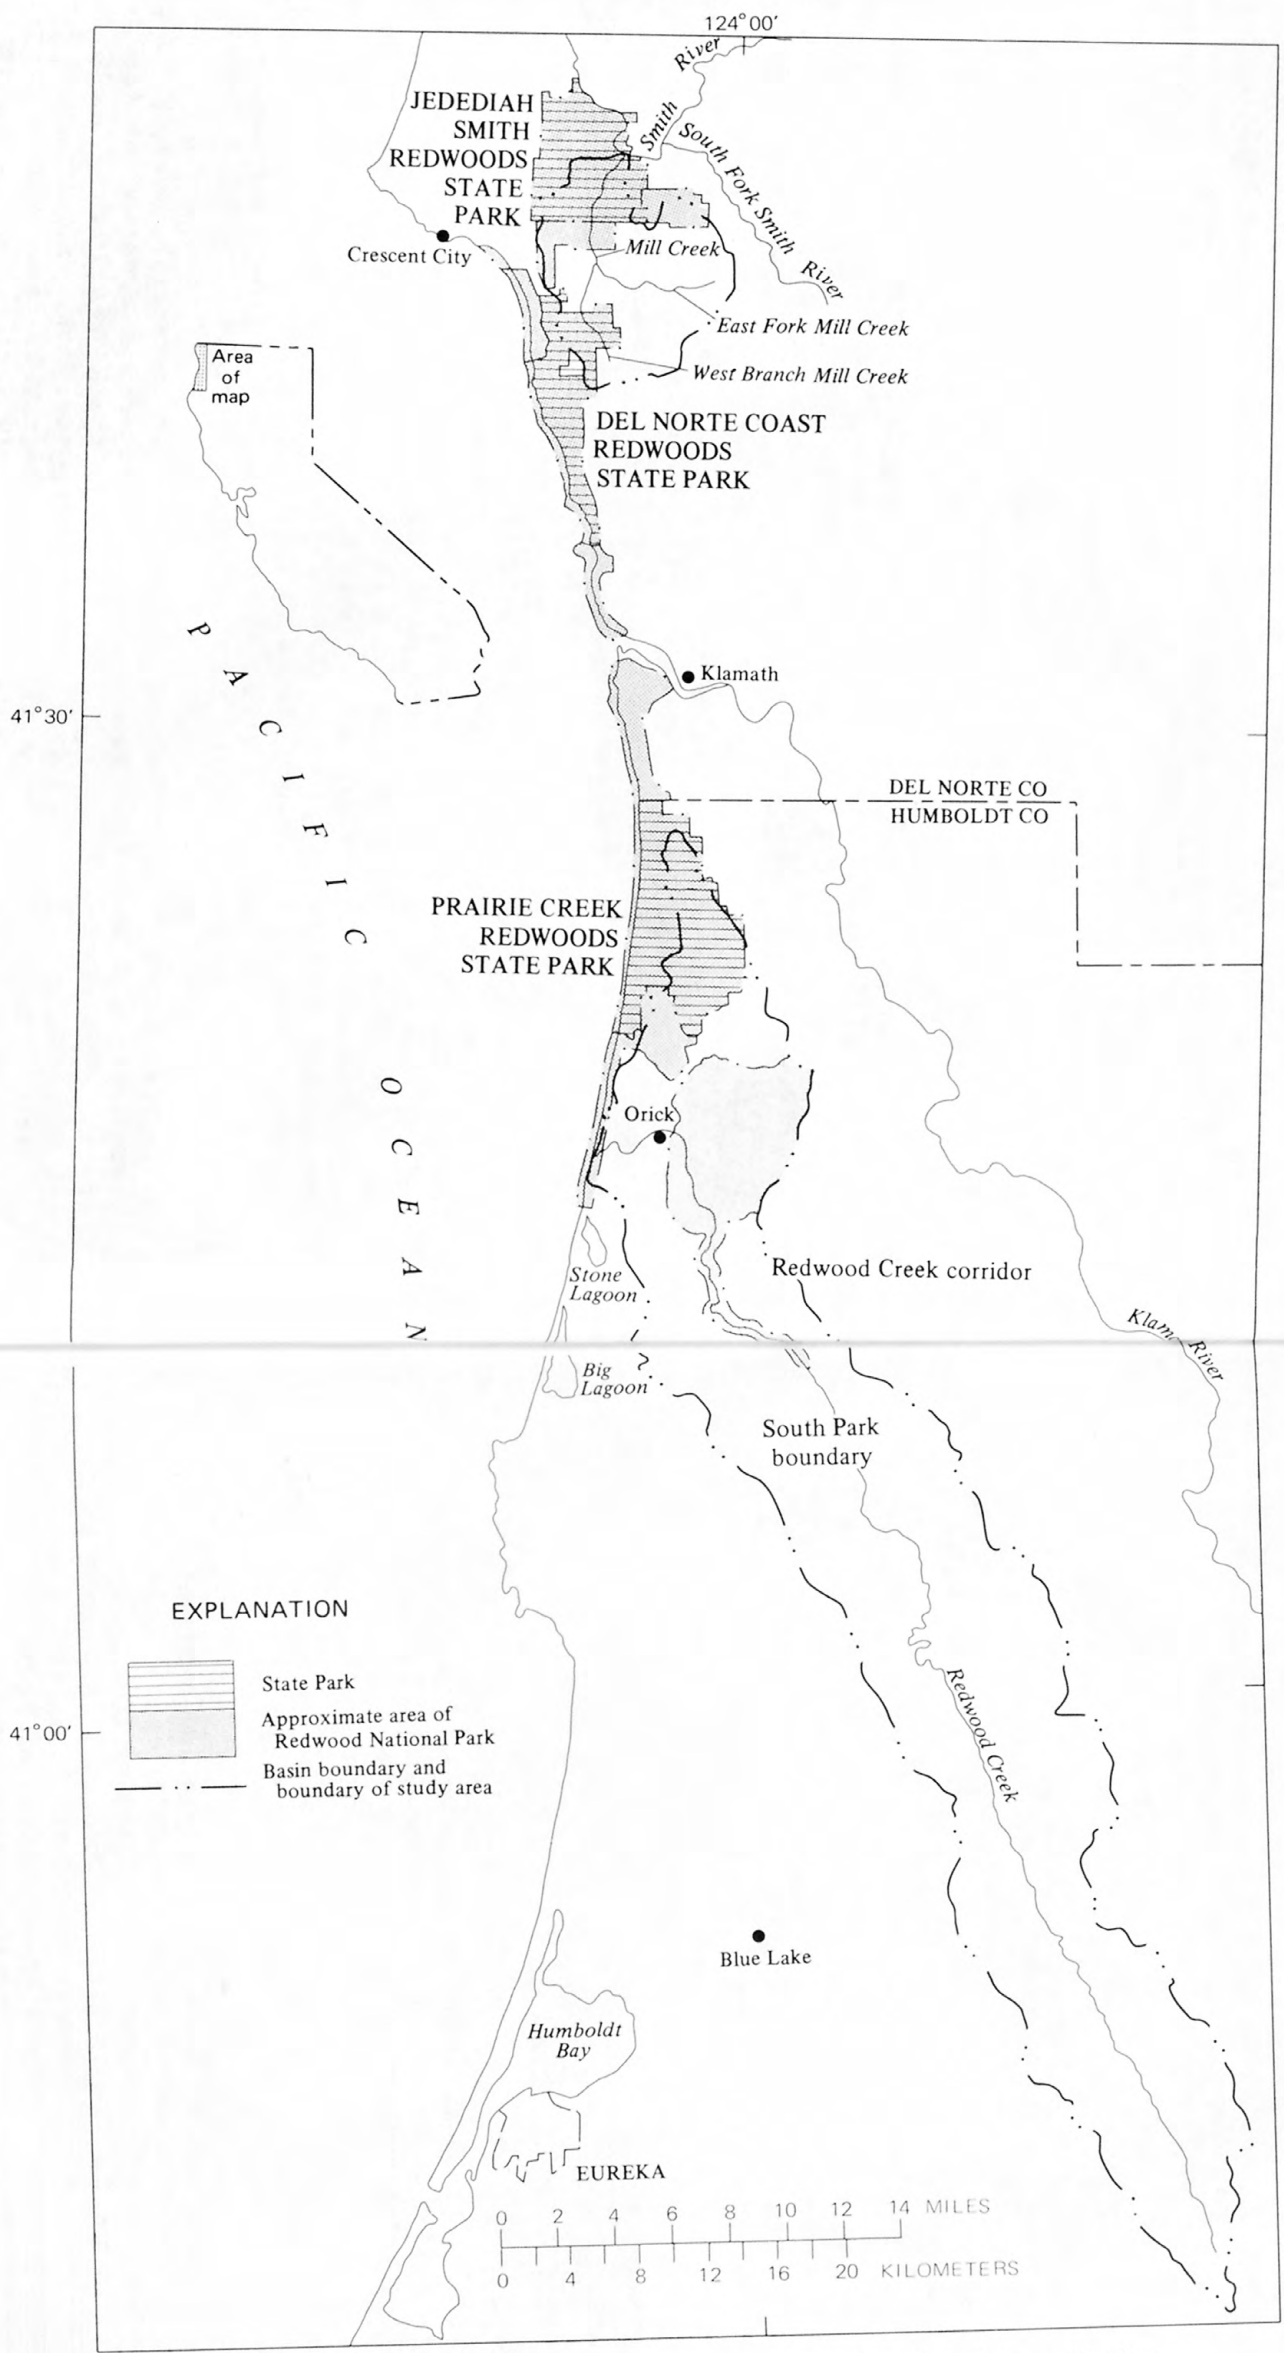 124°00'
River
Smith
South Fork Smith River
JEDEDIAH
SMITH
REDWOODS
STATE
PARK
Mill Creek
Crescent City
East Fork Mill Creek
West Branch Mill Creek
Area
of
map
DEL NORTE COAST
REDWOODS
STATE PARK
Klamath
41°30'
PACIFIC OCEAN
DEL NORTE CO
HUMBOLDT CO
PRAIRIE CREEK
REDWOODS
STATE PARK
Orick
Redwood Creek corridor
Stone
Lagoon
Klam River
Big
Lagoon
South Park
boundary
EXPLANATION
State Park
Approximate area of
Redwood National Park
Basin boundary and
boundary of study area
41°00'
Redwood Creek
Blue Lake
Humboldt
Bay
EUREKA
0 2 4 6 8 10 12 14 MILES
0 4 8 12 16 20 KILOMETERS